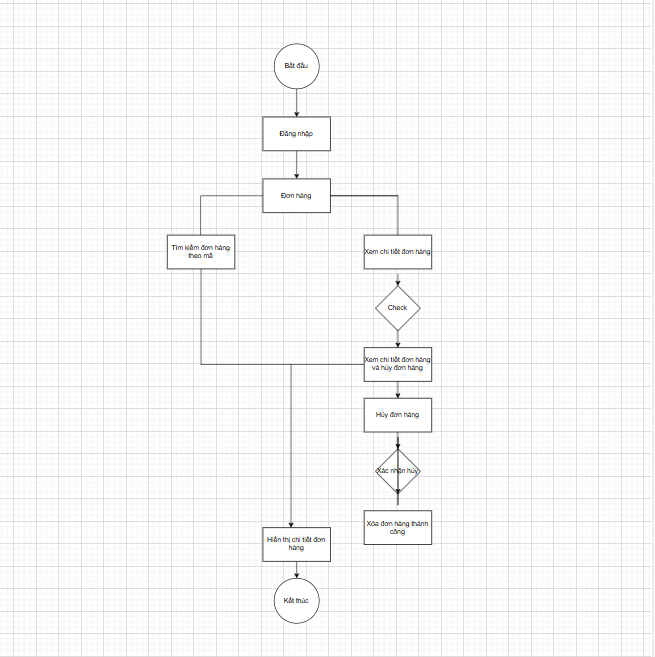 Bắt đầu
Đăng nhập
Đơn hàng
Tìm kiếm đơn hàng
theo mã
Xem chi tiết đơn hàng
Check
Xem chi tiết đơn hàng
và hủy đơn hàng
Hủy đơn hàng
Xác nhận hủy
Xóa đơn hàng thành
công
Hiển thị chi tiết đơn
hàng
Kết thúc